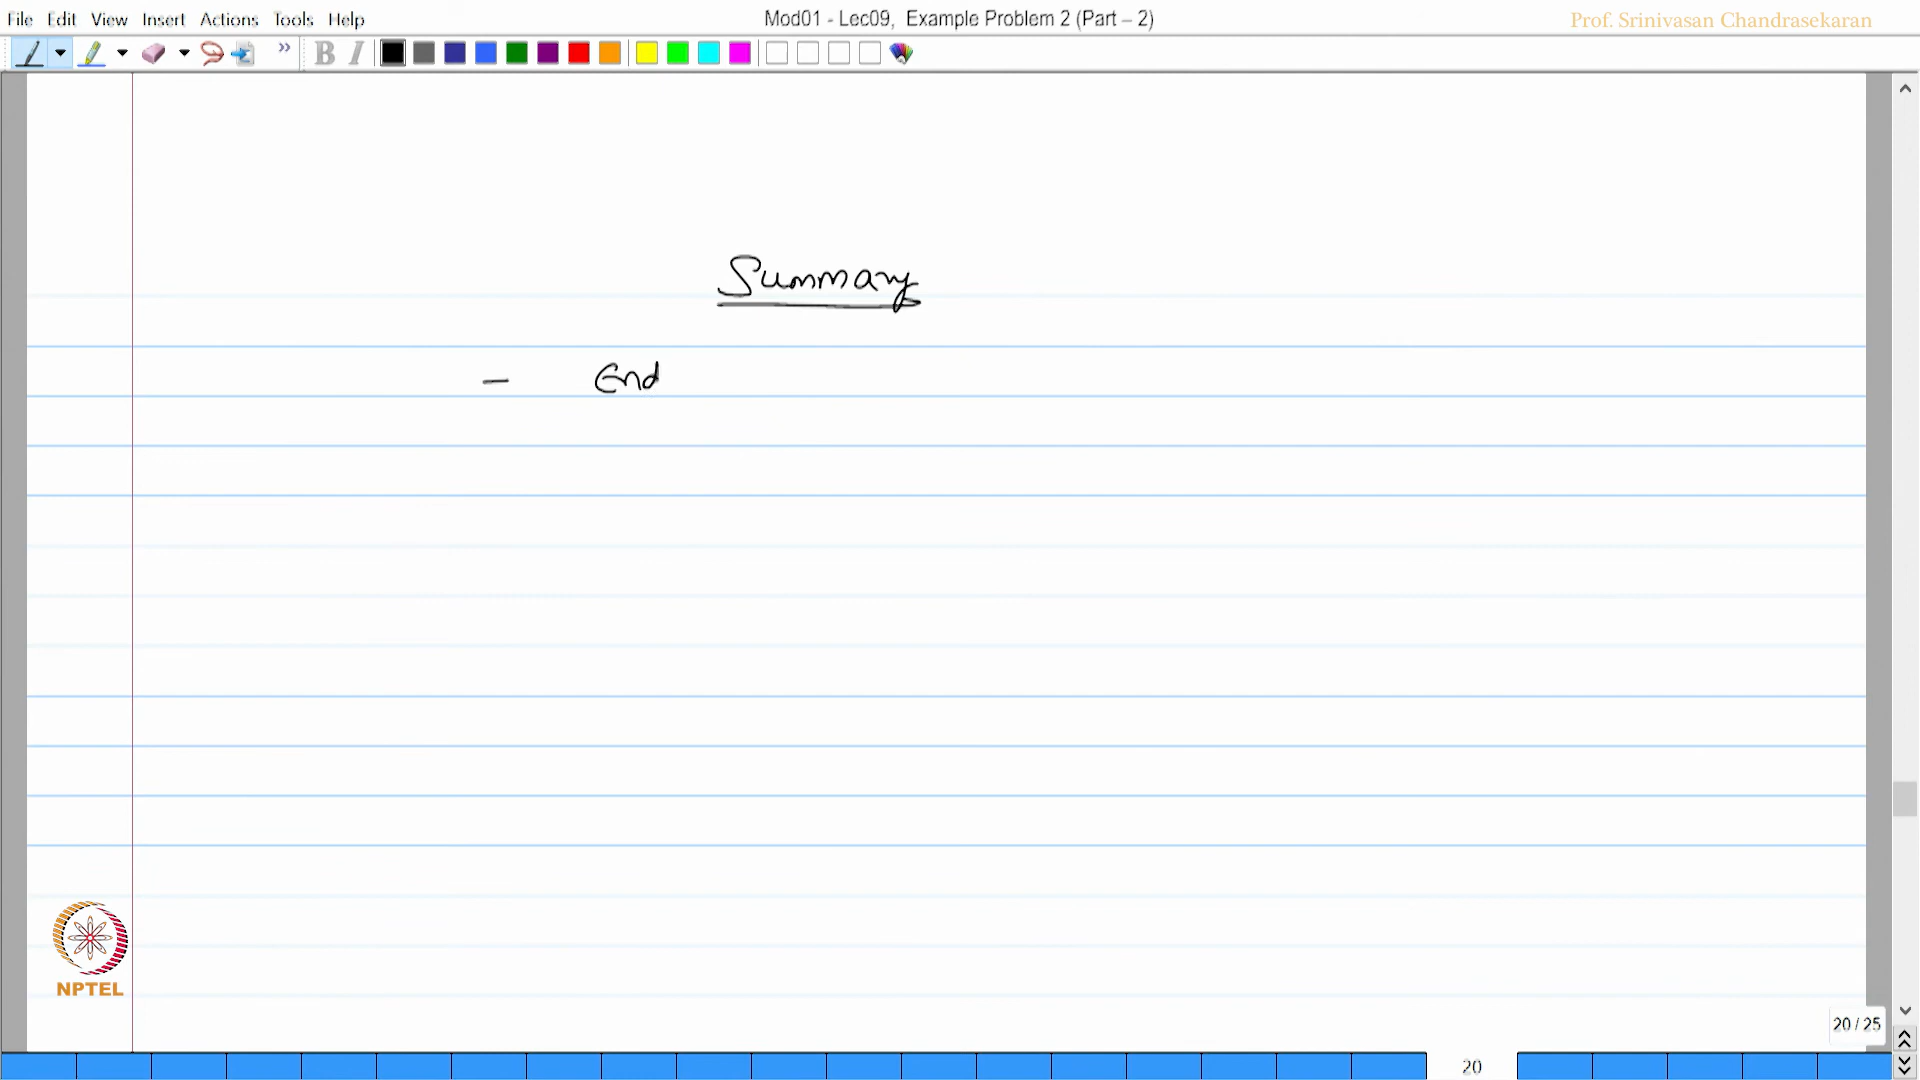 File Edit View Insert Actions Tools Help
Mod01 - Lec09, Example Problem 2 (Part – 2)
Prof. Srinivasan Chandrasekaran
B I
Summary
— End
NPTEL
20 / 25
20